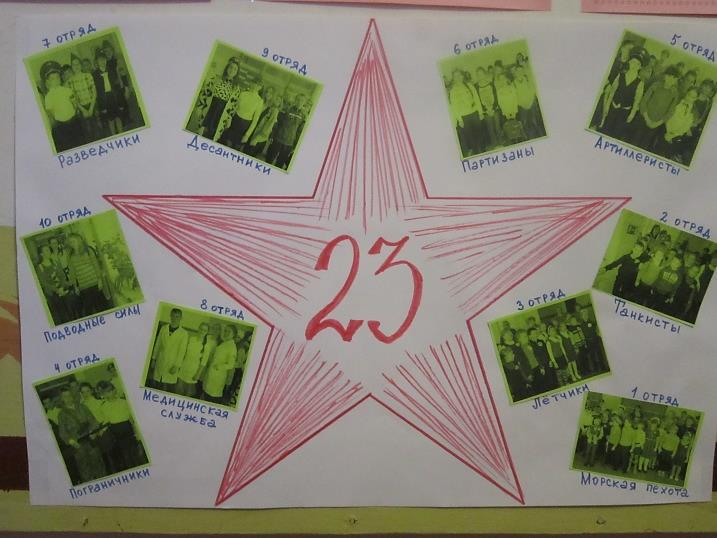 7 отряд
Разведчики
9 отряд
Десантники
6 отряд
Партизаны
5 отряд
Артиллеристы
10 отряд
Подводные силы
23
2 отряд
Танкисты
8 отряд
Медицинская
служба
3 отряд
Лётчики
4 отряд
Пограничники
1 отряд
Морская пехота